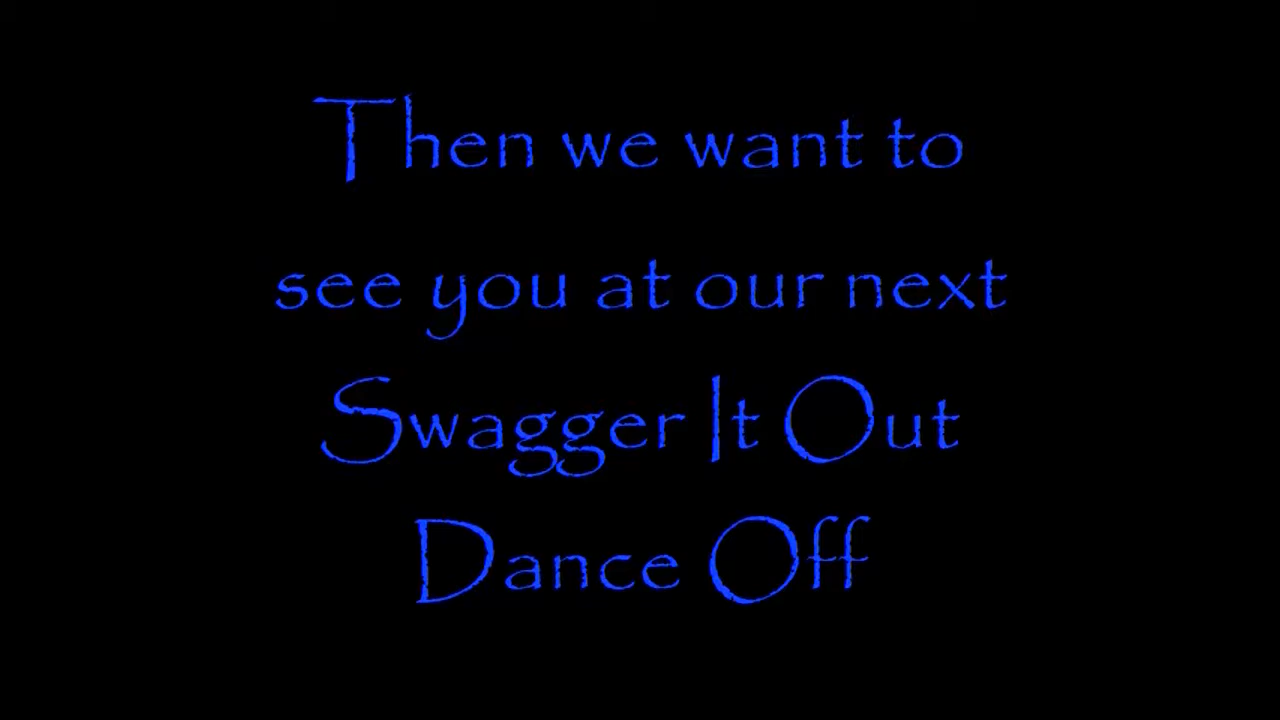 Then we want to
see you at our next
Swagger It Out
Dance Off